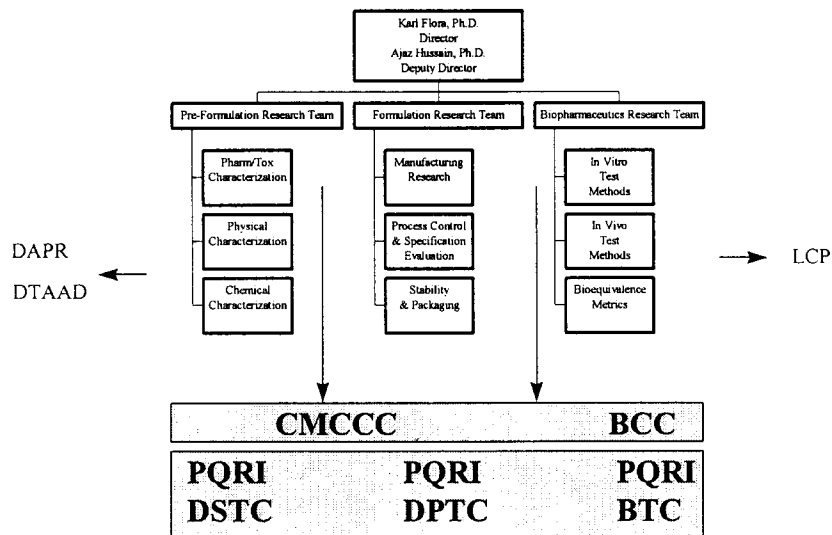 Karl Flora, Ph.D.
Director
Ajaz Hussain, Ph.D.
Deputy Director
Pre-Formulation Research Team
Formulation Research Team
Biopharmaceutics Research Team
Pharm/Tox
Characterization
Manufacturing
Research
In Vitro
Test
Methods
Physical
Characterization
Process Control
& Specification
Evaluation
In Vivo
Test
Methods
DAPR
DTAAD
LCP
Chemical
Characterization
Stability
& Packaging
Bioequivalence
Metrics
CMCCC
BCC
PQRI
DSTC
PQRI
DPTC
PQRI
BTC